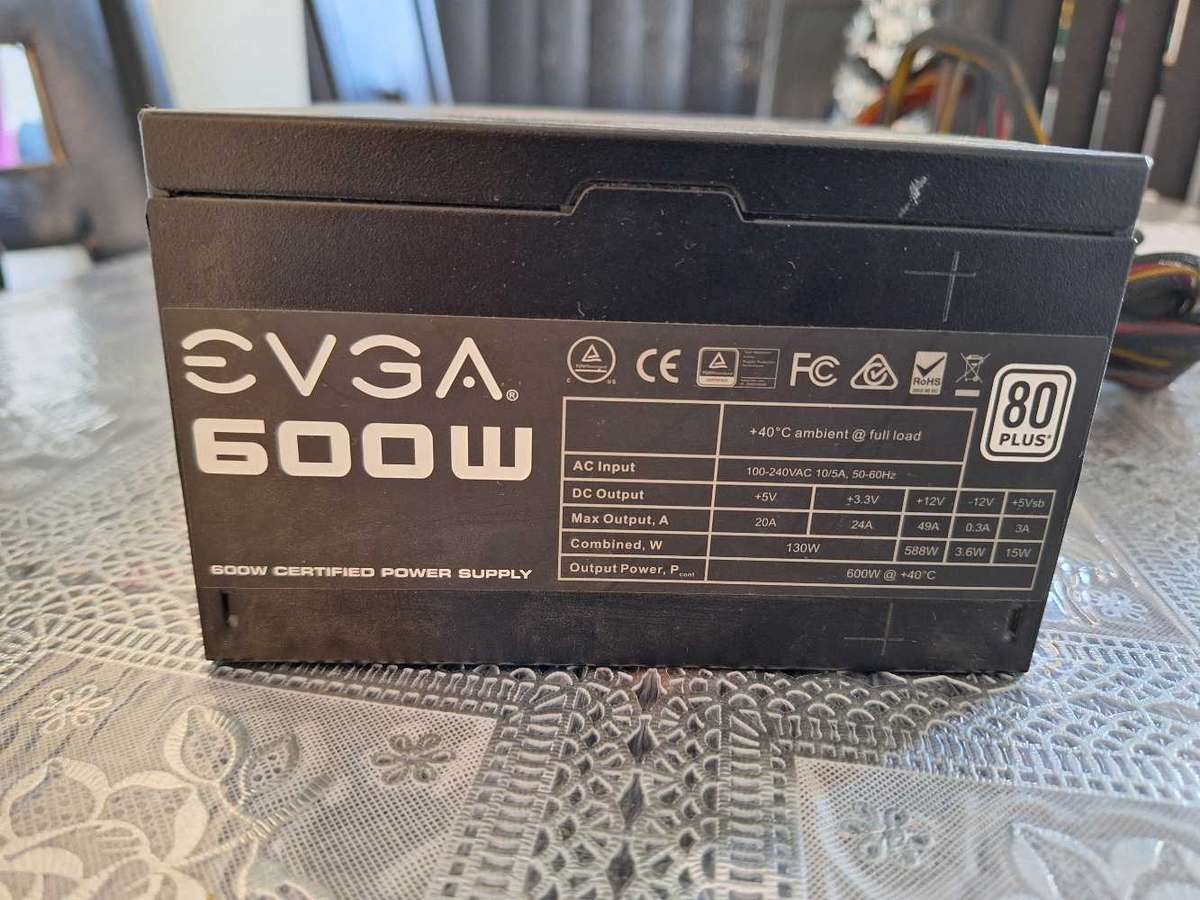 EVGA®
600W
600W CERTIFIED POWER SUPPLY
C US
CE
FC
RoHS
80
PLUS®
+40°C ambient @ full load
AC Input 100-240VAC 10/5A, 50-60Hz
DC Output +5V +3.3V +12V -12V +5Vsb
Max Output, A 20A 24A 49A 0.3A 3A
Combined, W 130W 588W 3.6W 15W
Output Power, Pcont 600W @ +40°C